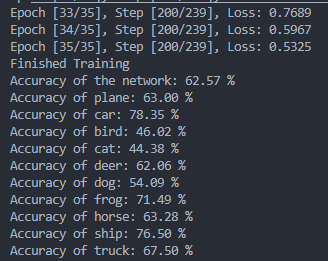 Epoch [33/35], Step [200/239], Loss: 0.7689
Epoch [34/35], Step [200/239], Loss: 0.5967
Epoch [35/35], Step [200/239], Loss: 0.5325
Finished Training
Accuracy of the network: 62.57 %
Accuracy of plane: 63.00 %
Accuracy of car: 78.35 %
Accuracy of bird: 46.02 %
Accuracy of cat: 44.38 %
Accuracy of deer: 62.06 %
Accuracy of dog: 54.09 %
Accuracy of frog: 71.49 %
Accuracy of horse: 63.28 %
Accuracy of ship: 76.50 %
Accuracy of truck: 67.50 %